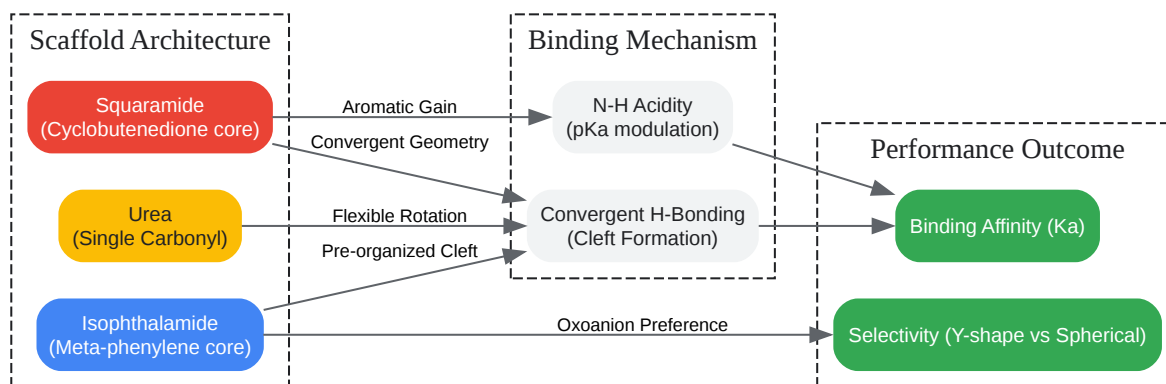 Scaffold Architecture
Squaramide
(Cyclobutenedione core)
Urea
(Single Carbonyl)
Isophthalamide
(Meta-phenylene core)
Aromatic Gain
Convergent Geometry
Flexible Rotation
Pre-organized Cleft
Oxoanion Preference
Binding Mechanism
N-H Acidity
(pKa modulation)
Convergent H-Bonding
(Cleft Formation)
Performance Outcome
Binding Affinity (Ka)
Selectivity (Y-shape vs Spherical)